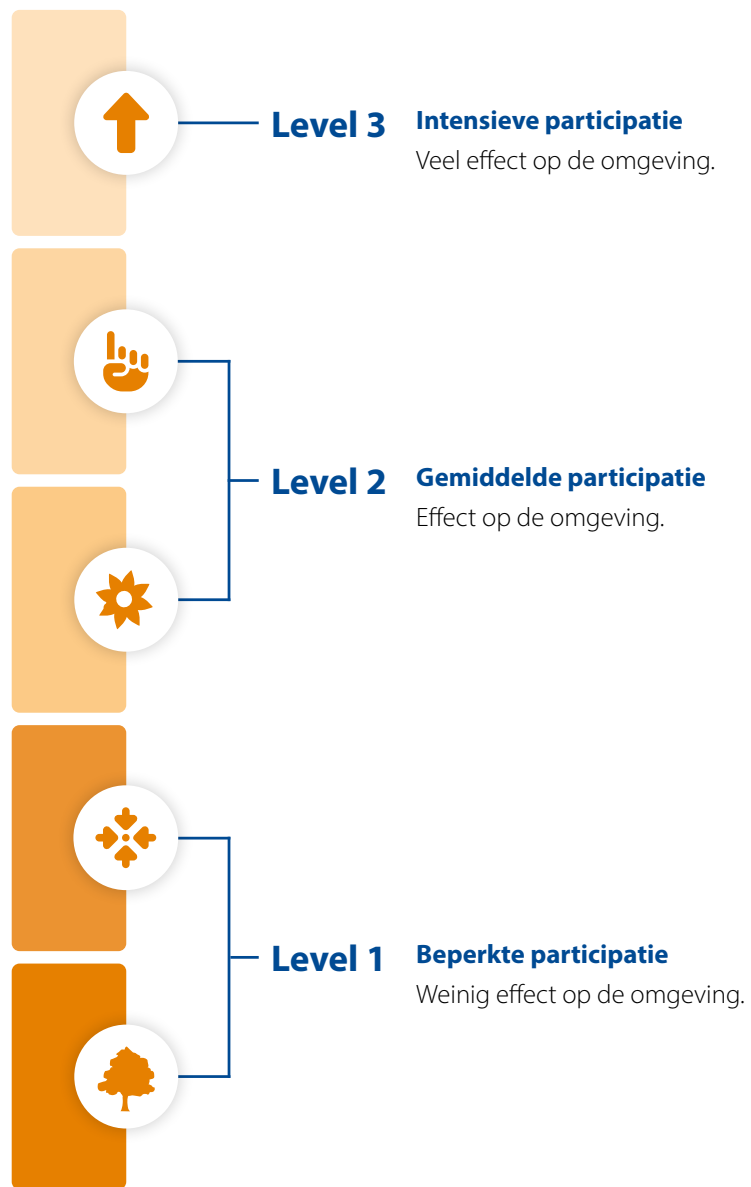 Level 3
Intensieve participatie
Veel effect op de omgeving.
Level 2
Gemiddelde participatie
Effect op de omgeving.
Level 1
Beperkte participatie
Weinig effect op de omgeving.